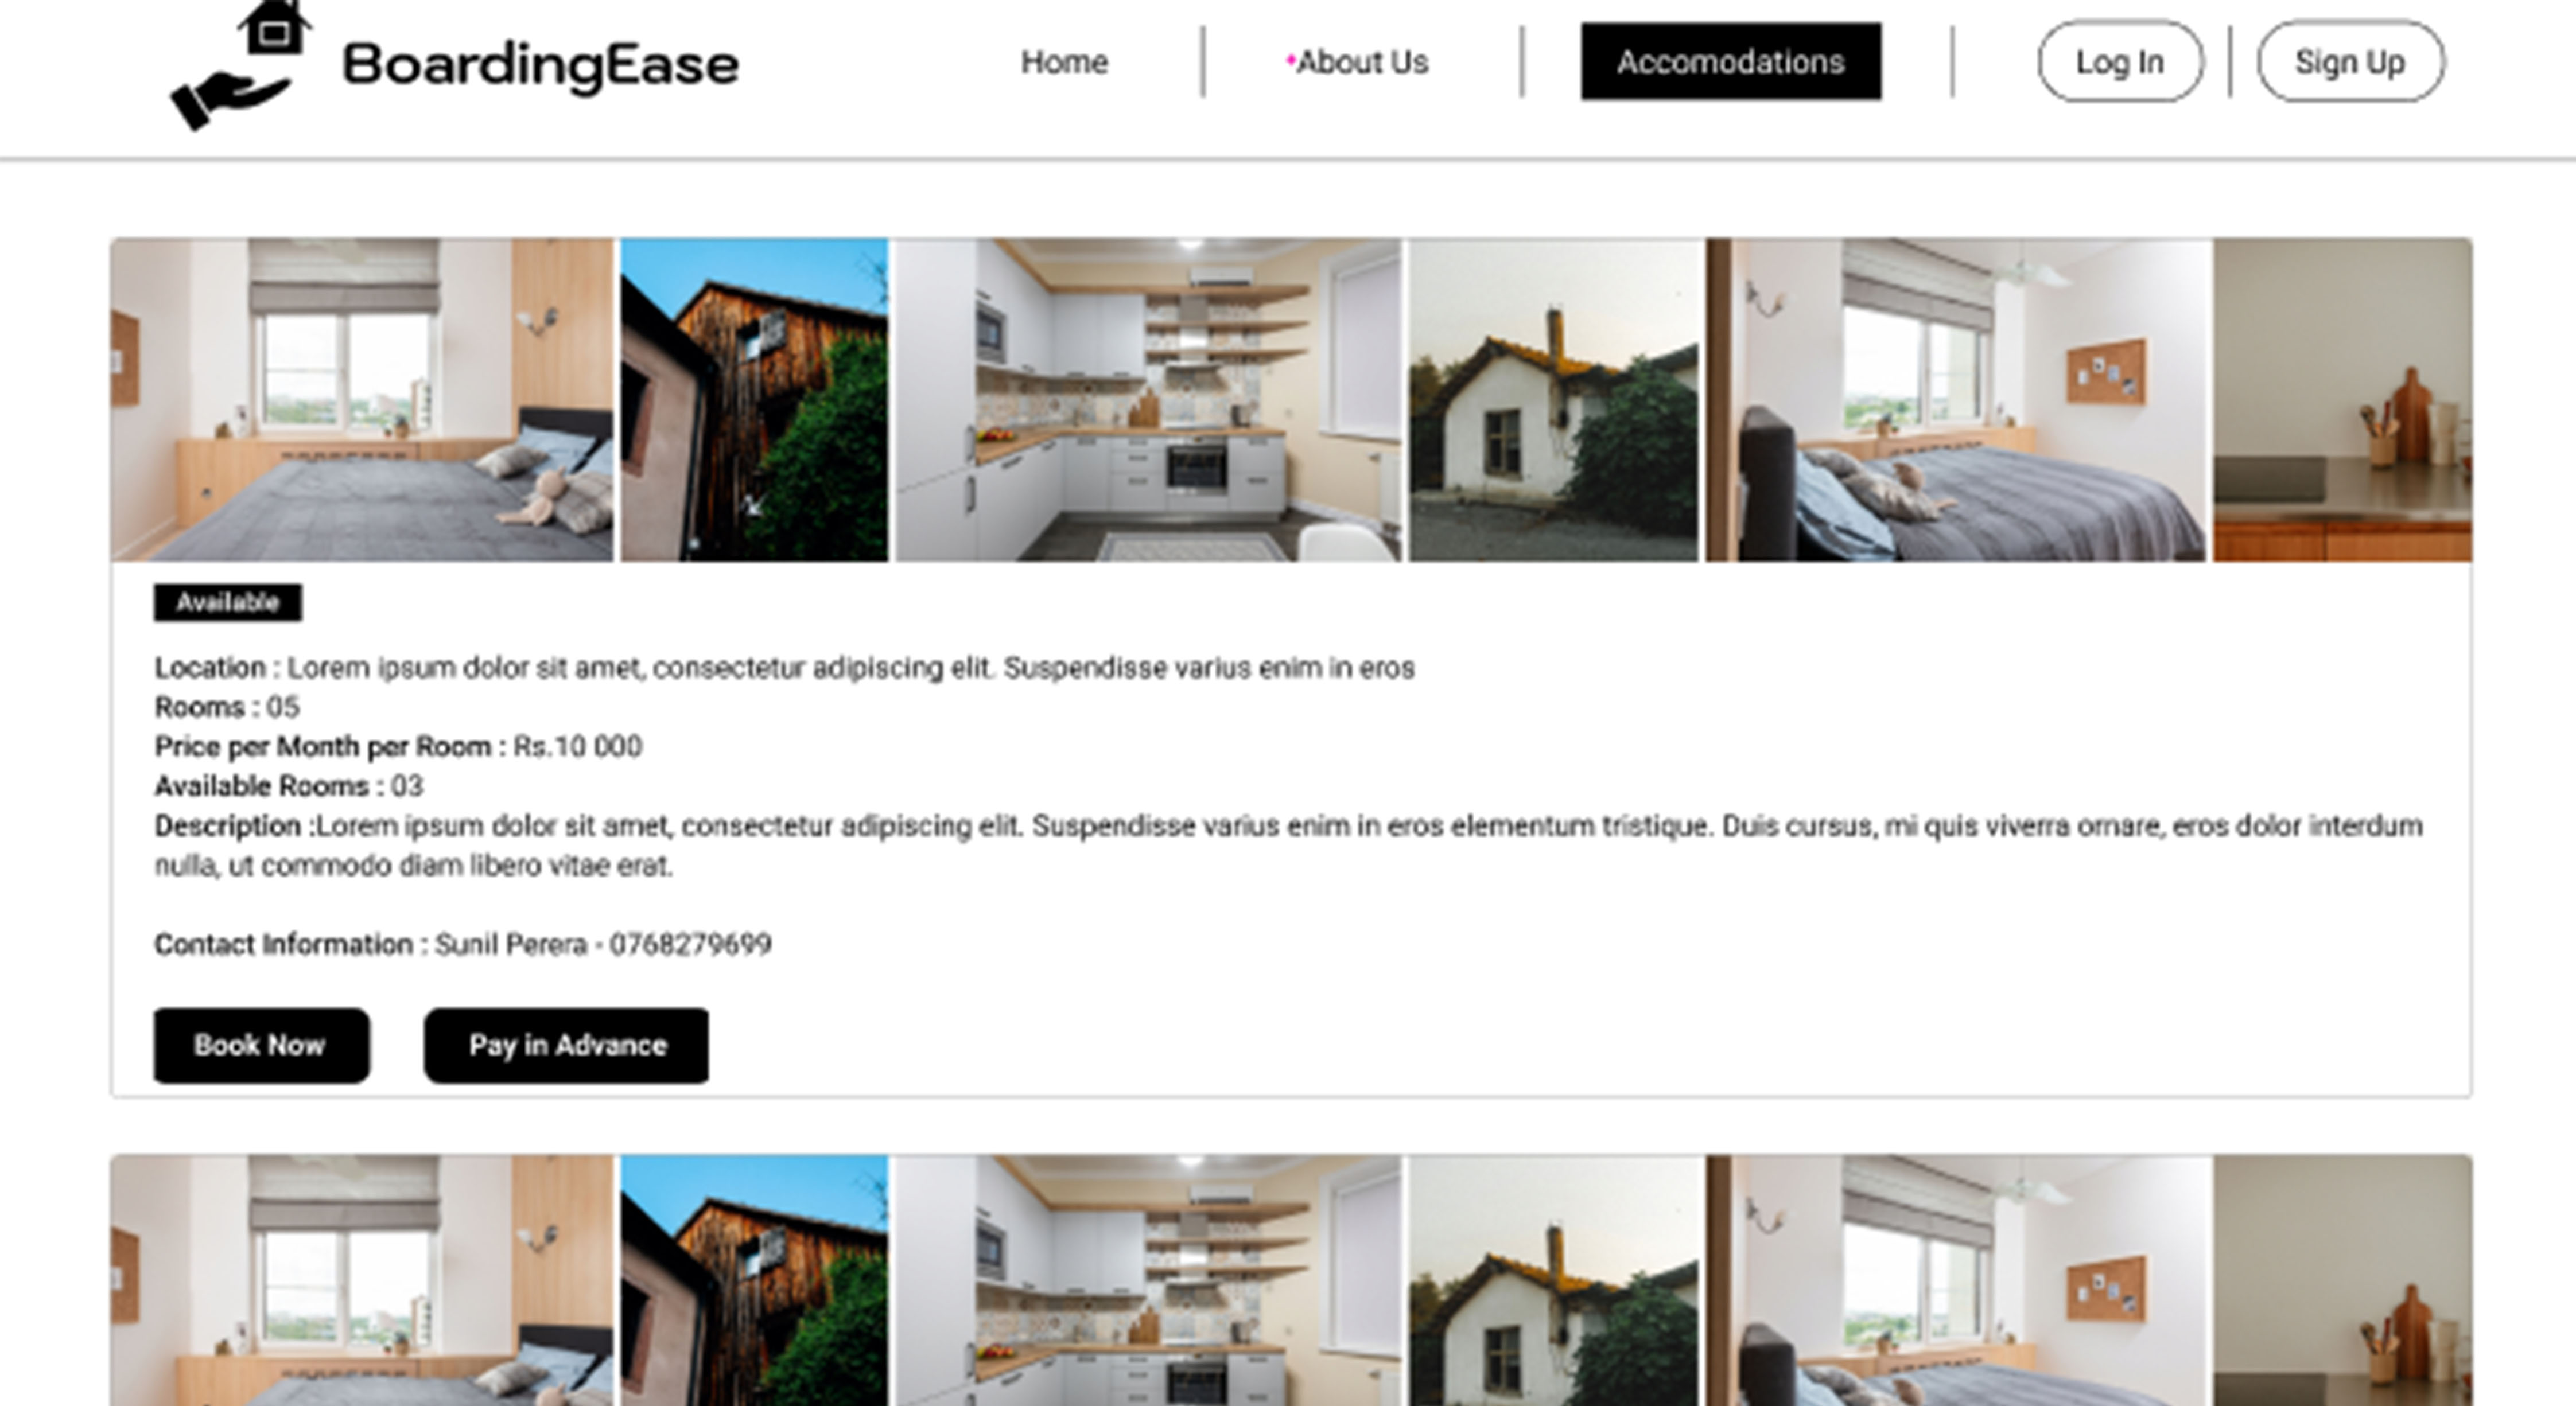 BoardingEase
Home
About Us
Accomodations
Log In
Sign Up
Available
Location : Lorem ipsum dolor sit amet, consectetur adipiscing elit. Suspendisse varius enim in eros
Rooms : 05
Price per Month per Room : Rs.10 000
Available Rooms : 03
Description :Lorem ipsum dolor sit amet, consectetur adipiscing elit. Suspendisse varius enim in eros elementum tristique. Duis cursus, mi quis viverra ornare, eros dolor interdum
nulla, ut commodo diam libero vitae erat.
Contact Information : Sunil Perera - 0768279699
Book Now
Pay in Advance